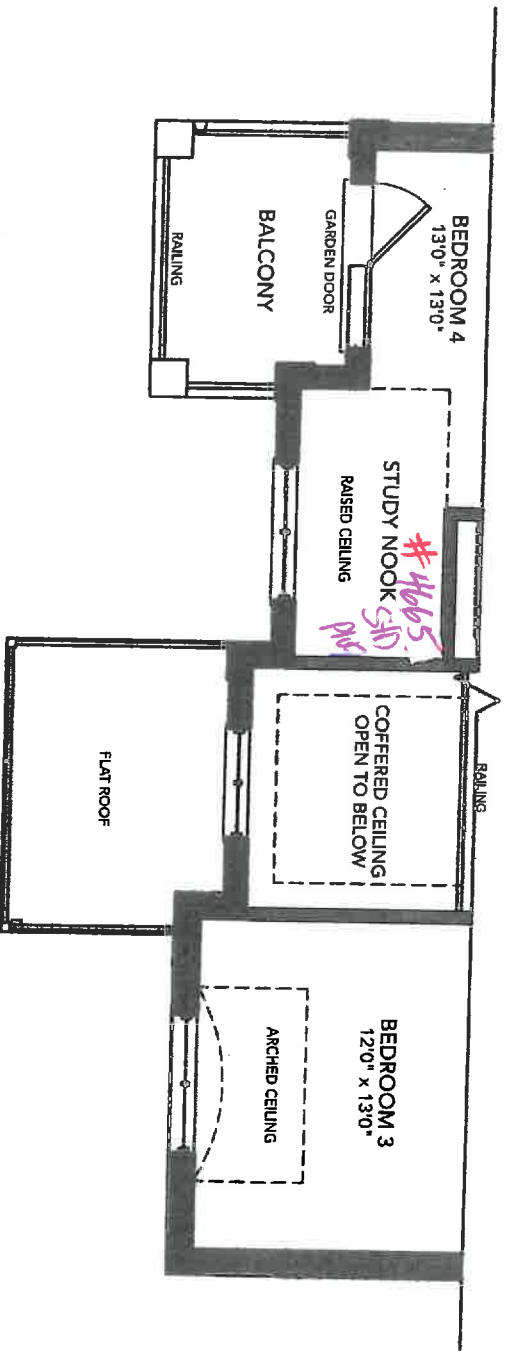 BEDROOM 4
13'0" x 13'0"
GARDEN DOOR
BALCONY
RAILING
STUDY NOOK
RAISED CEILING
#4665
STD.
RAILING
COFFERED CEILING
OPEN TO BELOW
FLAT ROOF
BEDROOM 3
12'0" x 13'0"
ARCHED CEILING